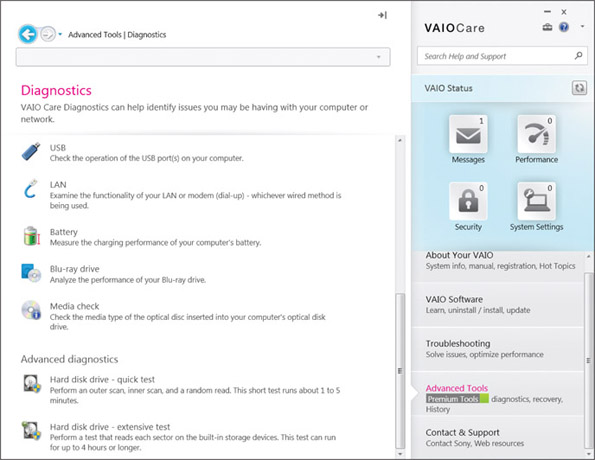 Advanced Tools | Diagnostics
Diagnostics
VAIO Care Diagnostics can help identify issues you may be having with your computer or
network.
USB
Check the operation of the USB port(s) on your computer.
LAN
Examine the functionality of your LAN or modem (dial-up) - whichever wired method is
being used.
Battery
Measure the charging performance of your computer's battery.
Blu-ray drive
Analyze the performance of your Blu-ray drive.
Media check
Check the media type of the optical disc inserted into your computer's optical disk
drive.
Advanced diagnostics
Hard disk drive - quick test
Perform an outer scan, inner scan, and a random read. This short test runs about 1 to 5
minutes.
Hard disk drive - extensive test
Perform a test that reads each sector on the built-in storage devices. This test can run
for up to 4 hours or longer.
VAIOCare
Search Help and Support
VAIO Status
1
Messages
0
Performance
0
Security
0
System Settings
About Your VAIO
System info, manual, registration, Hot Topics
VAIO Software
Learn, uninstall / install, update
Troubleshooting
Solve issues, optimize performance
Advanced Tools
Premium Tools diagnostics, recovery,
History
Contact & Support
Contact Sony, Web resources